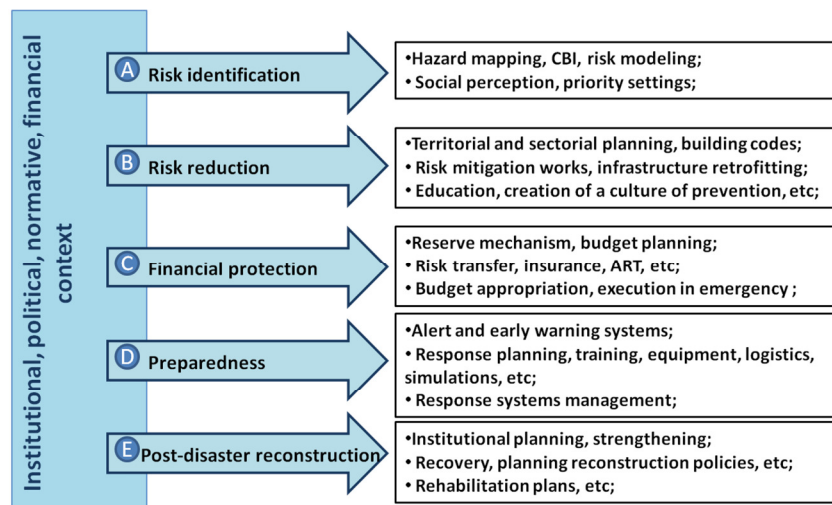 Institutional, political, normative, financial
context
A Risk identification
•Hazard mapping, CBI, risk modeling;
• Social perception, priority settings;
B Risk reduction
•Territorial and sectorial planning, building codes;
• Risk mitigation works, infrastructure retrofitting;
• Education, creation of a culture of prevention, etc;
C Financial protection
•Reserve mechanism, budget planning;
• Risk transfer, insurance, ART, etc;
• Budget appropriation, execution in emergency ;
D Preparedness
•Alert and early warning systems;
• Response planning, training, equipment, logistics,
simulations, etc;
• Response systems management;
E Post-disaster reconstruction
•Institutional planning, strengthening;
• Recovery, planning reconstruction policies, etc;
• Rehabilitation plans, etc;